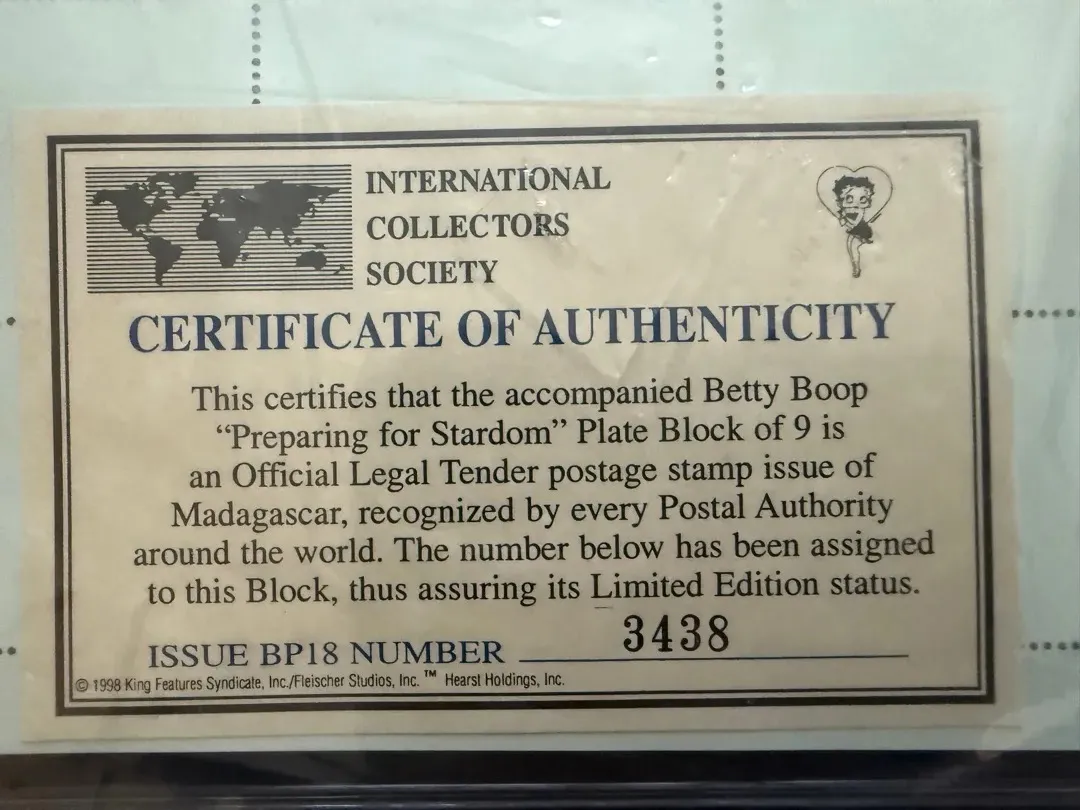 INTERNATIONAL
COLLECTORS
SOCIETY
CERTIFICATE OF AUTHENTICITY
This certifies that the accompanied Betty Boop
“Preparing for Stardom” Plate Block of 9 is
an Official Legal Tender postage stamp issue of
Madagascar, recognized by every Postal Authority
around the world. The number below has been assigned
to this Block, thus assuring its Limited Edition status.
ISSUE BP18 NUMBER 3438
© 1998 King Features Syndicate, Inc./Fleischer Studios, Inc. ™ Hearst Holdings, Inc.